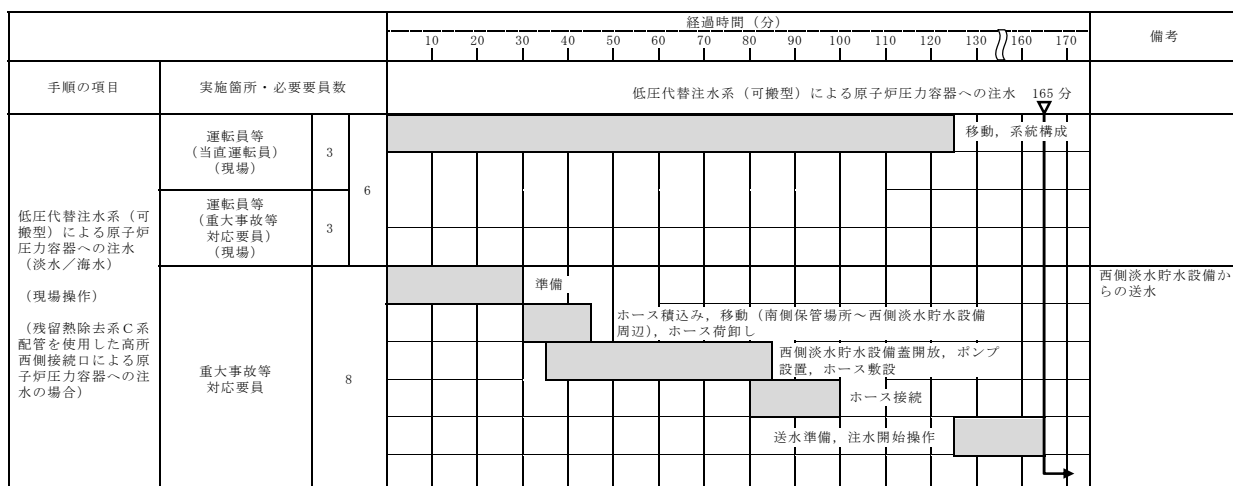 経過時間（分）
備考
10 20 30 40 50 60 70 80 90 100 110 120 130 160 170
手順の項目
実施箇所・必要要員数
低圧代替注水系（可搬型）による原子炉圧力容器への注水 165 分
低圧代替注水系（可
搬型）による原子炉
圧力容器への注水
（淡水／海水）
（現場操作）
（残留熱除去系Ｃ系
配管を使用した高所
西側接続口による原
子炉圧力容器への注
水の場合）
運転員等
（当直運転員）
（現場）
3
運転員等
（重大事故等
対応要員）
（現場）
3
6
移動，系統構成
重大事故等
対応要員
8
準備
ホース積込み，移動（南側保管場所～西側淡水貯水設備
周辺），ホース荷卸し
西側淡水貯水設備蓋開放，ポンプ
設置，ホース敷設
ホース接続
送水準備，注水開始操作
西側淡水貯水設備か
らの送水